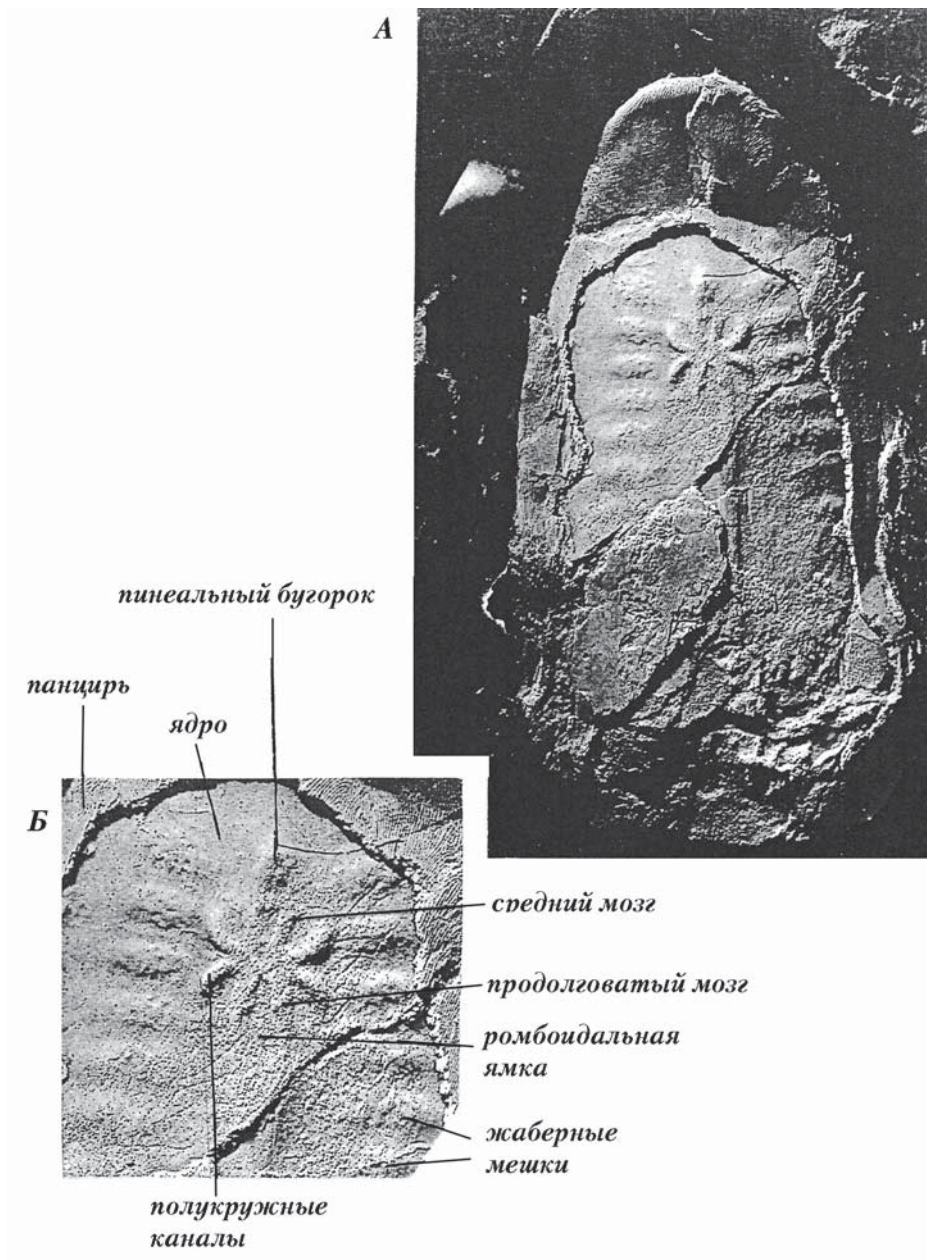 А
пинеальный бугорок
панцирь
ядро
Б
средний мозг
продолговатый мозг
ромбоидальная
ямка
жаберные
мешки
полукружные
каналы